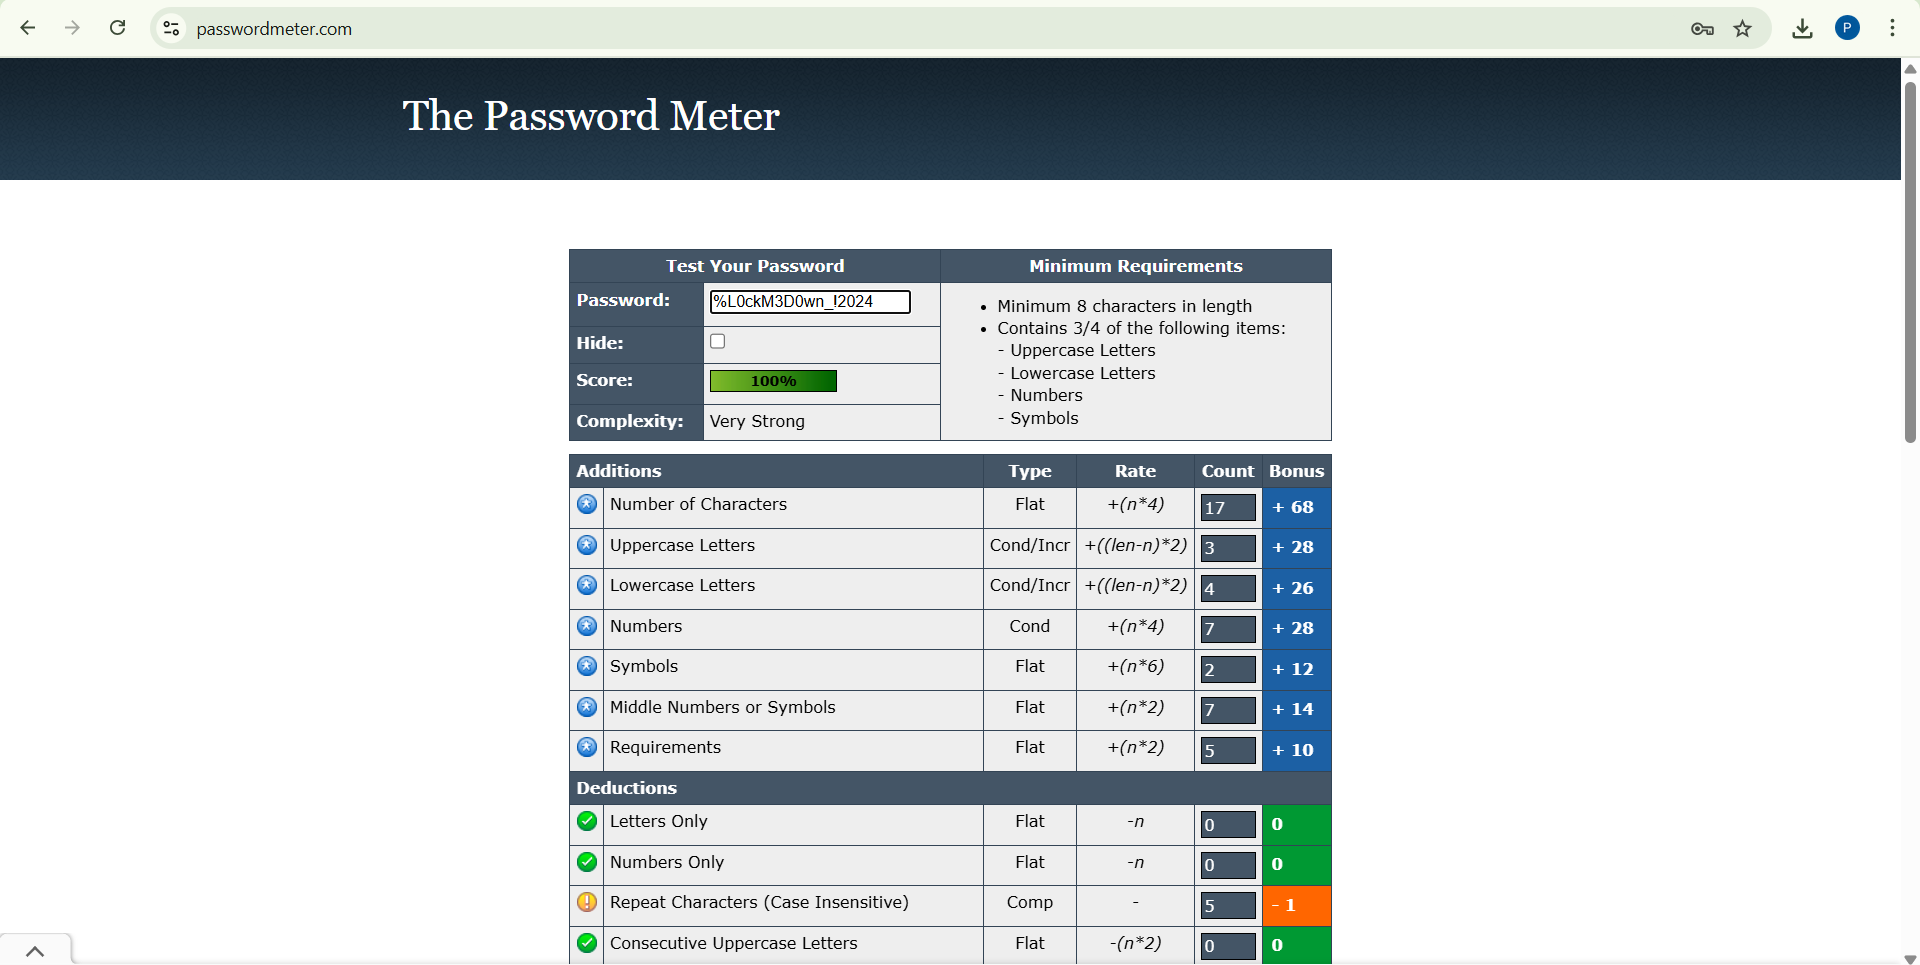 passwordmeter.com
P
The Password Meter
Test Your Password Minimum Requirements
Password: %L0ckM3D0wn_!2024
Hide:
Score: 100%
Complexity: Very Strong
• Minimum 8 characters in length
• Contains 3/4 of the following items:
- Uppercase Letters
- Lowercase Letters
- Numbers
- Symbols
Additions Type Rate Count Bonus
Number of Characters Flat +(n*4) 17 + 68
Uppercase Letters Cond/Incr +((len-n)*2) 3 + 28
Lowercase Letters Cond/Incr +((len-n)*2) 4 + 26
Numbers Cond +(n*4) 7 + 28
Symbols Flat +(n*6) 2 + 12
Middle Numbers or Symbols Flat +(n*2) 7 + 14
Requirements Flat +(n*2) 5 + 10
Deductions
Letters Only Flat -n 0 0
Numbers Only Flat -n 0 0
Repeat Characters (Case Insensitive) Comp - 5 - 1
Consecutive Uppercase Letters Flat -(n*2) 0 0